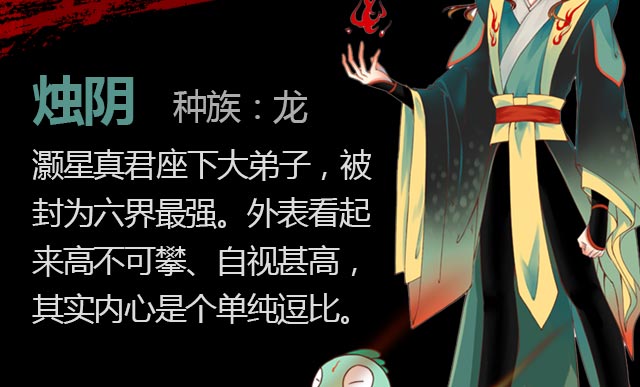 烛阴 种族：龙
灏星真君座下大弟子，被
封为六界最强。外表看起
来高不可攀、自视甚高，
其实内心是个单纯逗比。